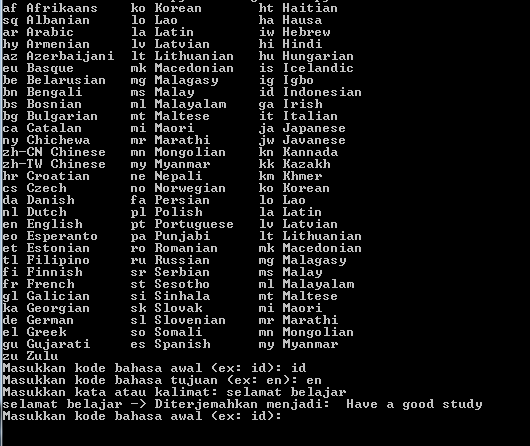 af Afrikaans ko Korean ht Haitian
sq Albanian lo Lao ha Hausa
ar Arabic la Latin iw Hebrew
hy Armenian lv Latvian hi Hindi
az Azerbaijani lt Lithuanian hu Hungarian
eu Basque mk Macedonian is Icelandic
be Belarusian mg Malagasy ig Igbo
bn Bengali ms Malay id Indonesian
bs Bosnian ml Malayalam ga Irish
bg Bulgarian mt Maltese it Italian
ca Catalan mi Maori ja Japanese
ny Chichewa mr Marathi jw Javanese
zh-CN Chinese mn Mongolian kn Kannada
zh-TW Chinese my Myanmar kk Kazakh
hr Croatian ne Nepali km Khmer
cs Czech no Norwegian ko Korean
da Danish fa Persian lo Lao
nl Dutch pl Polish la Latin
en English pt Portuguese lv Latvian
eo Esperanto pa Punjabi lt Lithuanian
et Estonian ro Romanian mk Macedonian
tl Filipino ru Russian mg Malagasy
fi Finnish sr Serbian ms Malay
fr French st Sesotho ml Malayalam
gl Galician si Sinhala mt Maltese
ka Georgian sk Slovak mi Maori
de German sl Slovenian mr Marathi
el Greek so Somali mn Mongolian
gu Gujarati es Spanish my Myanmar
zu Zulu
Masukkan kode bahasa awal (ex: id): id
Masukkan kode bahasa tujuan (ex: en): en
Masukkan kata atau kalimat: selamat belajar
selamat belajar -> Diterjemahkan menjadi: Have a good study
Masukkan kode bahasa awal (ex: id):